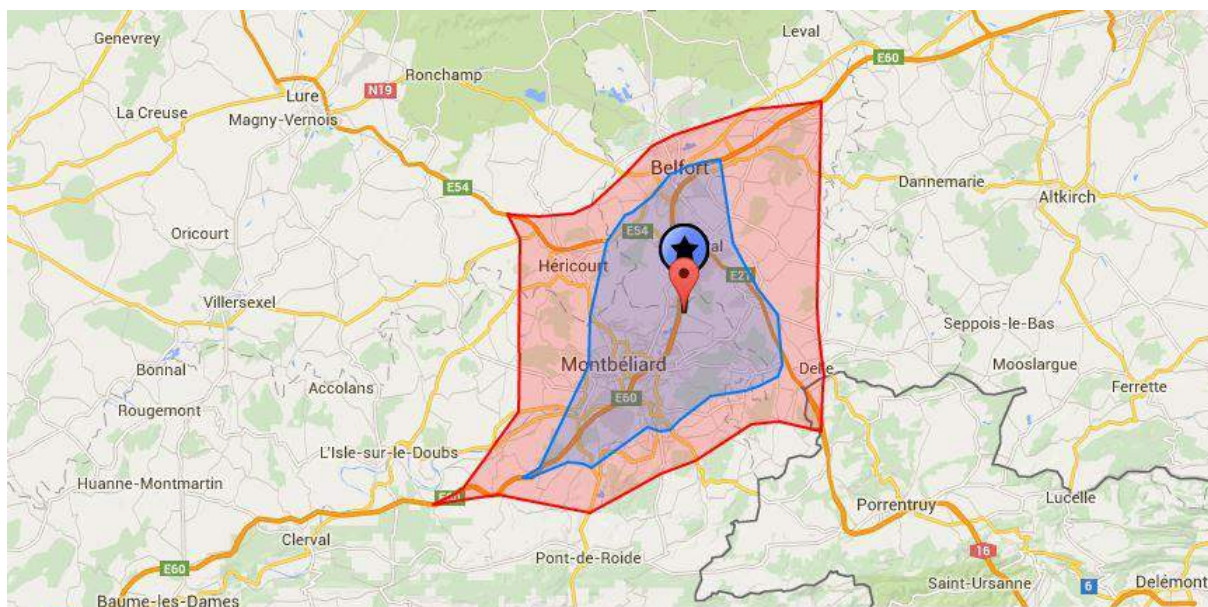 Leval
Genevrey
E60
Ronchamp
N19
Lure
La Creuse
Magny-Vernois
Belfort
Dannemarie
E54
Altkirch
Oricourt
E54
al
Héricourt
E27
Villersexel
Seppois-le-Bas
Mooslargue
Montbéliard
Bonnal
Delle
Accolans
Ferrette
E60
Rougemont
L'Isle-sur-le-Doubs
Huanne-Montmartin
Lucelle
Porrentruy
Clerval
16
Pont-de-Roide
E60
Saint-Ursanne
6
Delémont
Baume-les-Dames